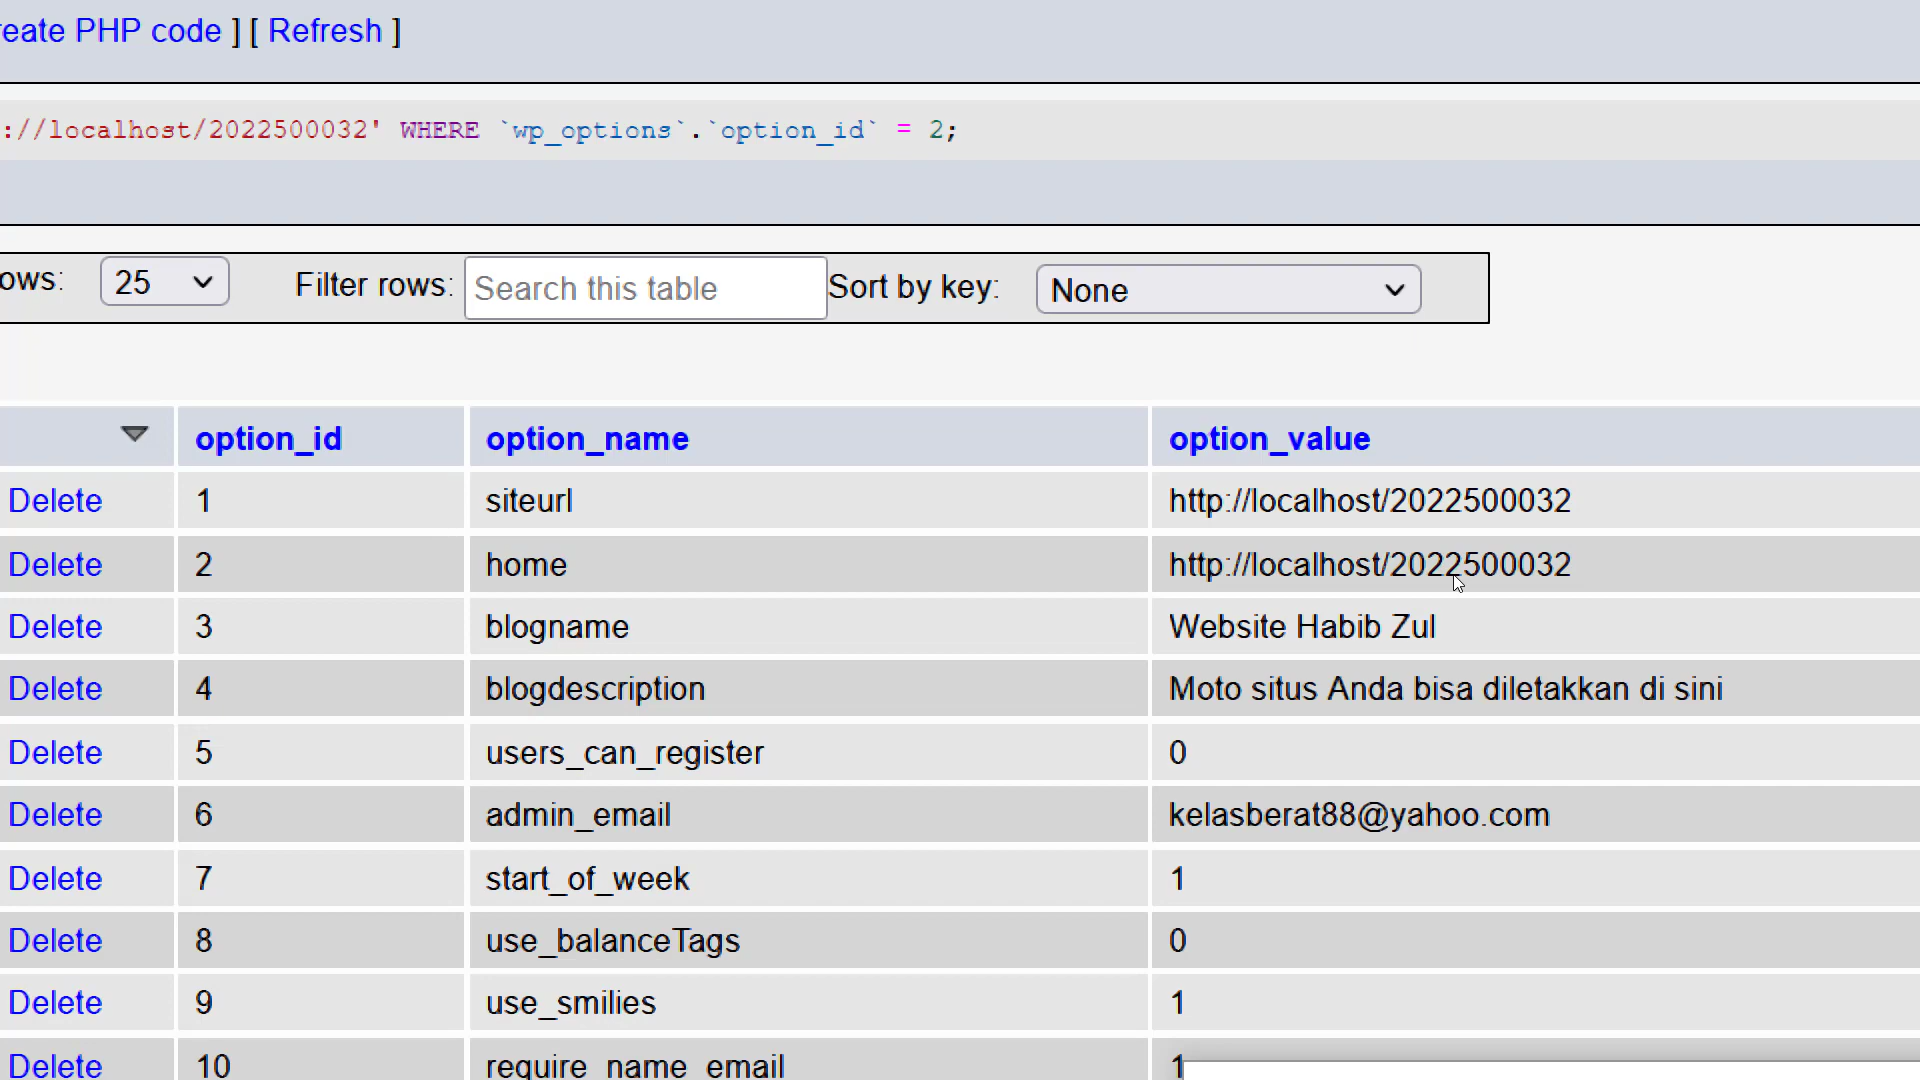 reate PHP code ] [ Refresh ]
://localhost/2022500032' WHERE `wp_options`.`option_id` = 2;
ows: 25 Filter rows: Search this table Sort by key: None
option_id option_name option_value
Delete 1 siteurl http://localhost/2022500032
Delete 2 home http://localhost/2022500032
Delete 3 blogname Website Habib Zul
Delete 4 blogdescription Moto situs Anda bisa diletakkan di sini
Delete 5 users_can_register 0
Delete 6 admin_email kelasberat88@yahoo.com
Delete 7 start_of_week 1
Delete 8 use_balanceTags 0
Delete 9 use_smilies 1
Delete 10 require_name_email 1